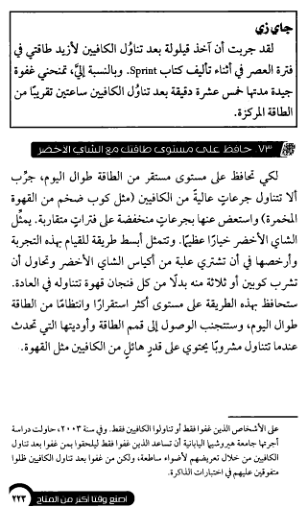 جاي زي
لقد جربت أن آخذ قيلولة بعد تناوُل الكافيين لأزيد طاقتي في
فترة العصر في أثناء تأليف كتاب Sprint. وبالنسبة إليَّ، تمنحني غفوة
جيدة مدتها خمس عشرة دقيقة بعد تناوُل الكافيين ساعتين تقريبًا من
الطاقة المركزة.
٧٣. حافظ على مستوى طاقتك مع الشاي الأخضر
لكي تحافظ على مستوى مستقر من الطاقة طوال اليوم، جرِّب
ألا تتناول جرعاتٍ عاليةً من الكافيين (مثل كوب ضخم من القهوة
المخمرة) واستعض عنها بجرعاتٍ منخفضة على فتراتٍ متقاربة. يمثِّل
الشاي الأخضر خيارًا عظيمًا. وتتمثل أبسط طريقة للقيام بهذه التجربة
وأرخصها في أن تشتري علبة من أكياس الشاي الأخضر وتحاول أن
تشرب كوبين أو ثلاثة منه بدلًا من كل فنجان قهوة تتناوله في العادة.
ستحافظ بهذه الطريقة على مستوى أكثر استقرارًا وانتظامًا من الطاقة
طوال اليوم، وستتجنب الوصول إلى قمم الطاقة وأوديتها التي تحدث
عندما تتناول مشروبًا يحتوي على قدرٍ هائل من الكافيين مثل القهوة.
على الأشخاص الذين غفوا فقط أو تناولوا الكافيين فقط. وفي سنة ٢٠٠٣، حاولت دراسة
أجرتها جامعة هيروشيما اليابانية أن تساعد الذين غفوا فقط ليلحقوا بمن غفوا بعد تناول
الكافيين من خلال تعريضهم لأضواء ساطعة، ولكن من غفوا بعد تناول الكافيين ظلوا
متفوقين عليهم في اختبارات الذاكرة.
اصنع وقتًا أكثر من المتاح ٢٢٣